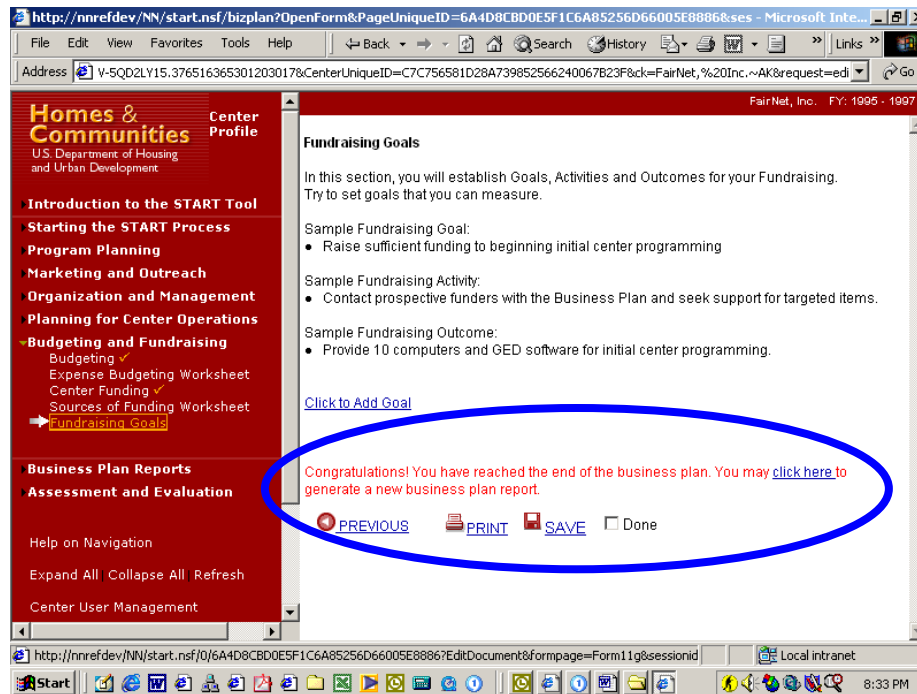 http://nnrefdev/NN/start.nsf/bizplan?OpenForm&PageUniqueID=6A4D8CBD0E5F1C6A85256D66005E8886&ses - Microsoft Inte...
File Edit View Favorites Tools Help
Back Search History Links »
Address V-5QD2LY15.376516365301203017&CenterUniqueID=C7C756581D28A739852566240067B23F&ck=FairNet,%20Inc.~AK&request=edi Go
FairNet, Inc. FY: 1995 - 1997
Homes &
Communities
U.S. Department of Housing
and Urban Development
Center
Profile
Introduction to the START Tool
Starting the START Process
Program Planning
Marketing and Outreach
Organization and Management
Planning for Center Operations
Budgeting and Fundraising
Budgeting ✓
Expense Budgeting Worksheet
Center Funding ✓
Sources of Funding Worksheet
Fundraising Goals
Business Plan Reports
Assessment and Evaluation
Help on Navigation
Expand All | Collapse All | Refresh
Center User Management
Fundraising Goals
In this section, you will establish Goals, Activities and Outcomes for your Fundraising.
Try to set goals that you can measure.
Sample Fundraising Goal:
• Raise sufficient funding to beginning initial center programming
Sample Fundraising Activity:
• Contact prospective funders with the Business Plan and seek support for targeted items.
Sample Fundraising Outcome:
• Provide 10 computers and GED software for initial center programming.
Click to Add Goal
Congratulations! You have reached the end of the business plan. You may click here to
generate a new business plan report.
PREVIOUS PRINT SAVE Done
http://nnrefdev/NN/start.nsf/0/6A4D8CBD0E5F1C6A85256D66005E8886?EditDocument&formpage=Form11g&sessionid Local intranet
Start 8:33 PM